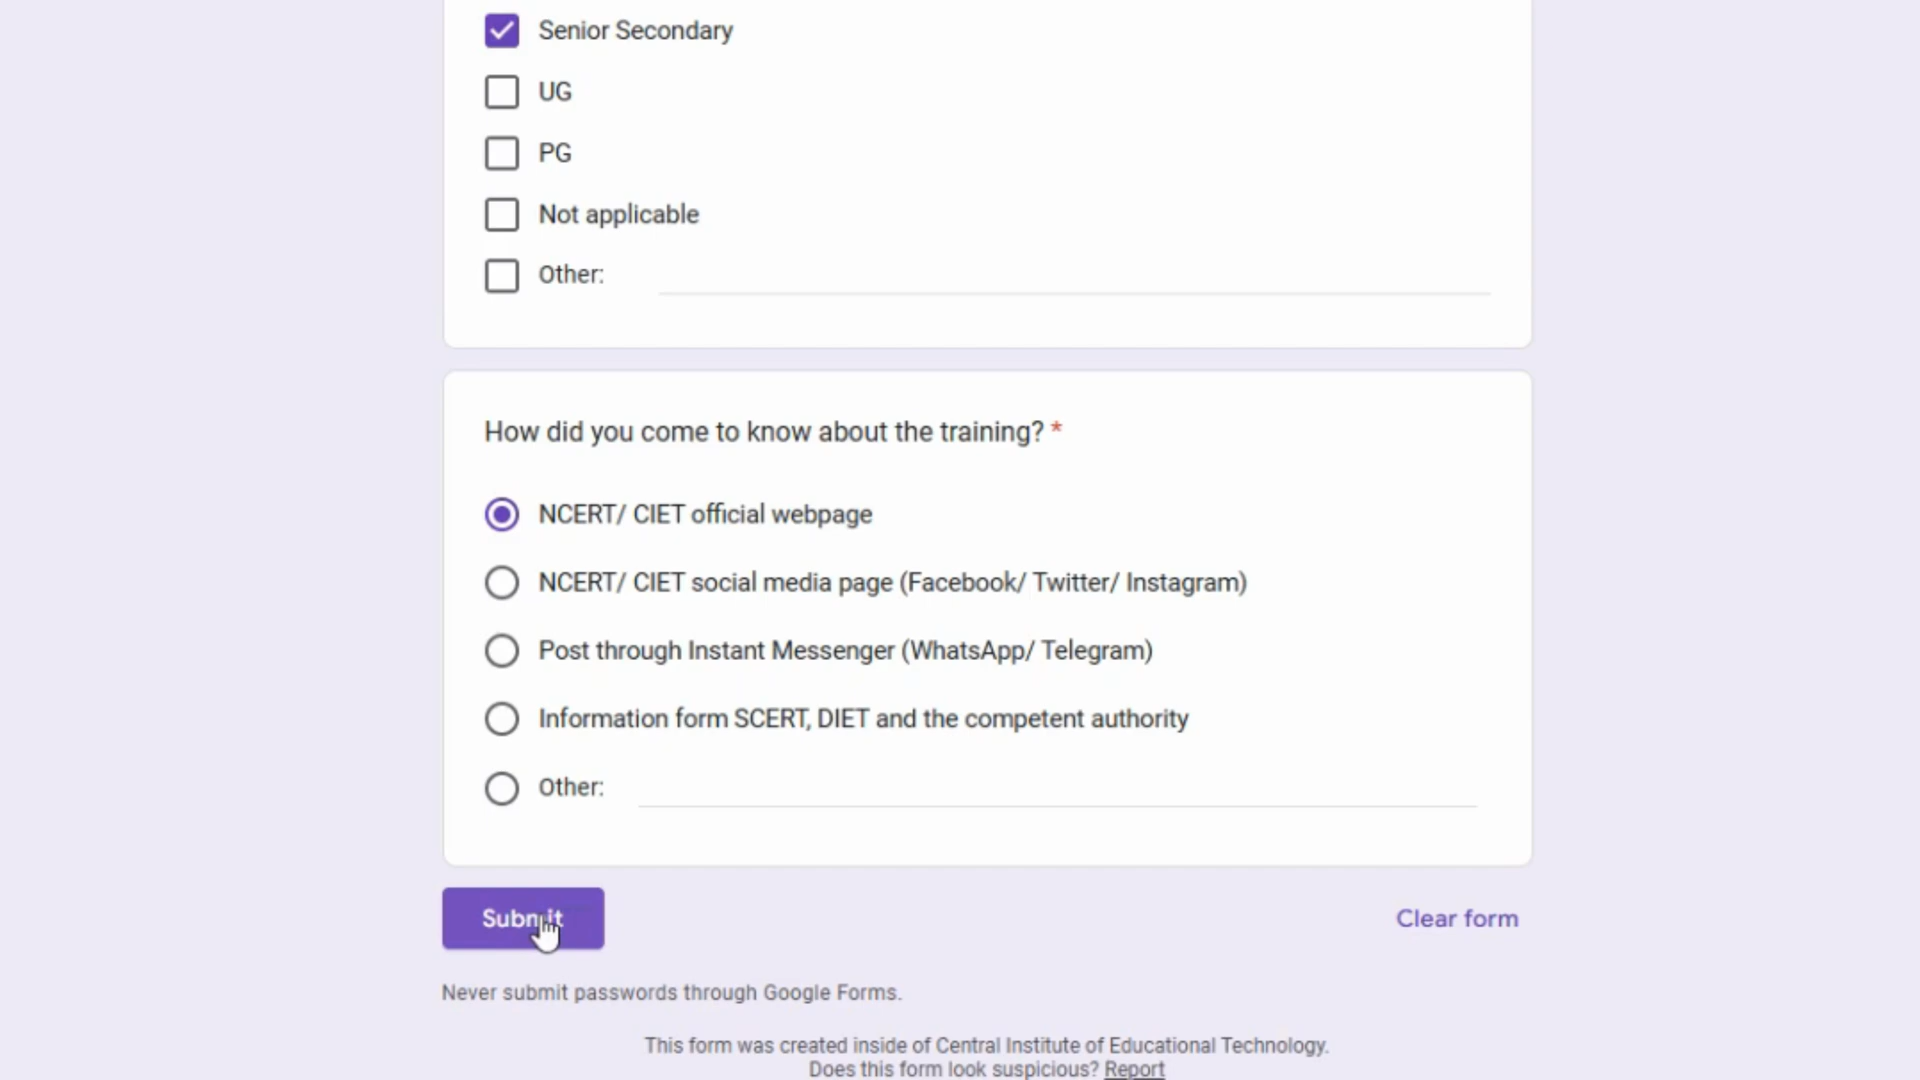 Senior Secondary
UG
PG
Not applicable
Other:
How did you come to know about the training? *
NCERT/ CIET official webpage
NCERT/ CIET social media page (Facebook/ Twitter/ Instagram)
Post through Instant Messenger (WhatsApp/ Telegram)
Information form SCERT, DIET and the competent authority
Other:
Submit
Clear form
Never submit passwords through Google Forms.
This form was created inside of Central Institute of Educational Technology.
Does this form look suspicious? Report